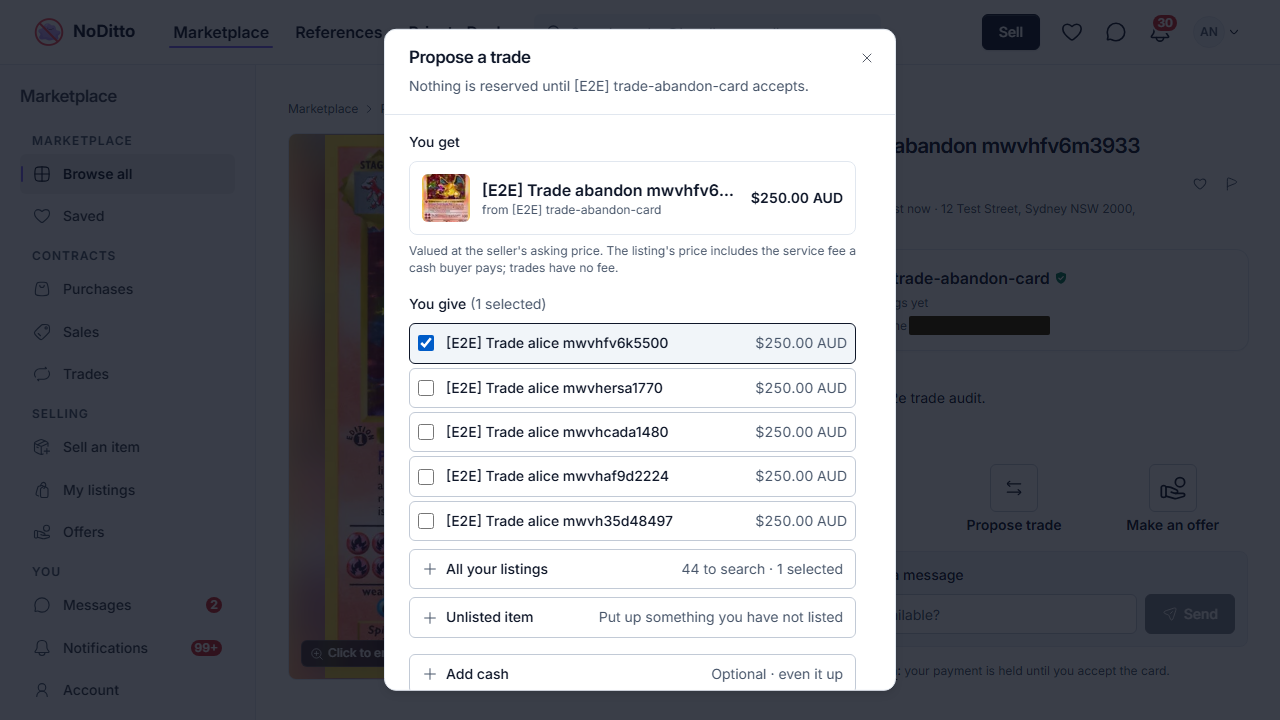 NoDitto
Marketplace
References
Sell
30
AN
Propose a trade
Nothing is reserved until [E2E] trade-abandon-card accepts.
You get
[E2E] Trade abandon mwvhfv6...
from [E2E] trade-abandon-card
$250.00 AUD
Valued at the seller's asking price. The listing's price includes the service fee a
cash buyer pays; trades have no fee.
You give (1 selected)
[E2E] Trade alice mwvhfv6k5500 $250.00 AUD
[E2E] Trade alice mwvhersa1770 $250.00 AUD
[E2E] Trade alice mwvhcada1480 $250.00 AUD
[E2E] Trade alice mwvhaf9d2224 $250.00 AUD
[E2E] Trade alice mwvh35d48497 $250.00 AUD
All your listings 44 to search · 1 selected
Unlisted item Put up something you have not listed
Add cash Optional · even it up
Marketplace
MARKETPLACE
Browse all
Saved
CONTRACTS
Purchases
Sales
Trades
SELLING
Sell an item
My listings
Offers
YOU
Messages 2
Notifications 99+
Account
Marketplace
Click to
abandon mwvhfv6m3933
now · 12 Test Street, Sydney NSW 2000,
trade-abandon-card
yet
trade audit.
Propose trade
Make an offer
message
Send
your payment is held until you accept the card.